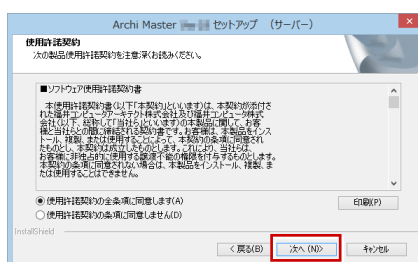 Archi Master セットアップ （サーバー）
使用許諾契約
次の製品使用許諾契約を注意深くお読みください。
■ソフトウェア使用許諾契約書
本使用許諾契約書（以下「本契約」といいます）は、本契約が添付さ
れた福井コンピュータアーキテクト株式会社及び福井コンピュータ株式
会社（以下、総称して「当社ら」といいます）の本製品に関して、お客
様と当社らとの間に締結される契約書です。お客様は、本製品をインス
トール、複製、または使用することによって、本契約の条項に同意され
たものとし、本契約は成立したものとします。これにより、当社らは、
お客様に非独占的に使用する譲渡不能の権限を付与するものとします。
本契約の条項に同意されない場合は、本製品をインストール、複製、ま
たは使用することはできません。
使用許諾契約の全条項に同意します(A)
印刷(P)
使用許諾契約の条項に同意しません(D)
InstallShield
< 戻る(B)
次へ (N)>
キャンセル